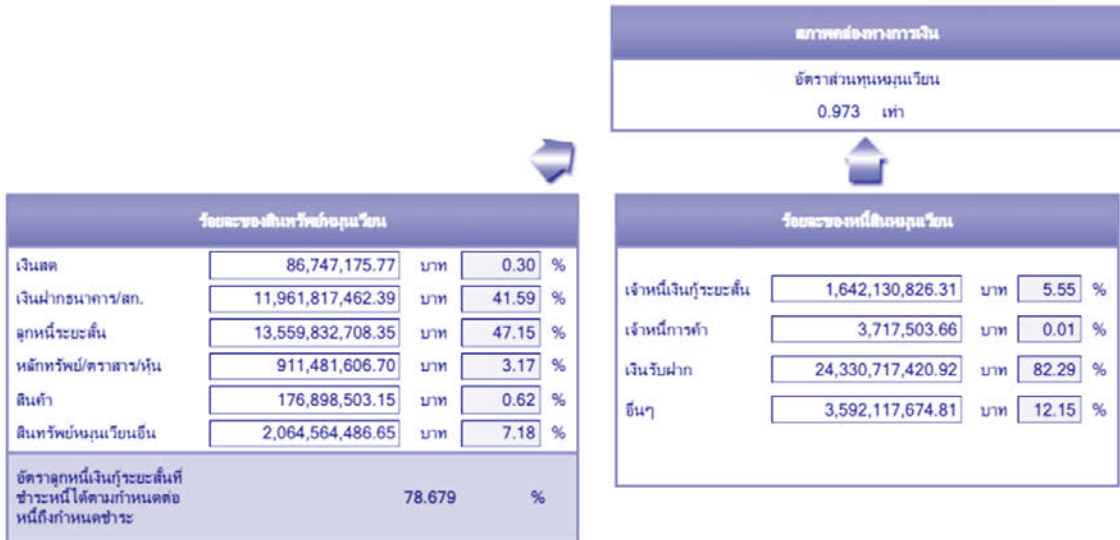 สภาพคล่องทางการเงิน
อัตราส่วนทุนหมุนเวียน
0.973 เท่า
ร้อยละของสินทรัพย์หมุนเวียน
เงินสด 86,747,175.77 บาท 0.30 %
เงินฝากธนาคาร/สก. 11,961,817,462.39 บาท 41.59 %
ลูกหนี้ระยะสั้น 13,559,832,708.35 บาท 47.15 %
หลักทรัพย์/ตราสาร/หุ้น 911,481,606.70 บาท 3.17 %
สินค้า 176,898,503.15 บาท 0.62 %
สินทรัพย์หมุนเวียนอื่น 2,064,564,486.65 บาท 7.18 %
อัตราลูกหนี้เงินกู้ระยะสั้นที่
ชำระหนี้ได้ตามกำหนดต่อ 78.679 %
หนี้ถึงกำหนดชำระ
ร้อยละของหนี้สินหมุนเวียน
เจ้าหนี้เงินกู้ระยะสั้น 1,642,130,826.31 บาท 5.55 %
เจ้าหนี้การค้า 3,717,503.66 บาท 0.01 %
เงินรับฝาก 24,330,717,420.92 บาท 82.29 %
อื่นๆ 3,592,117,674.81 บาท 12.15 %